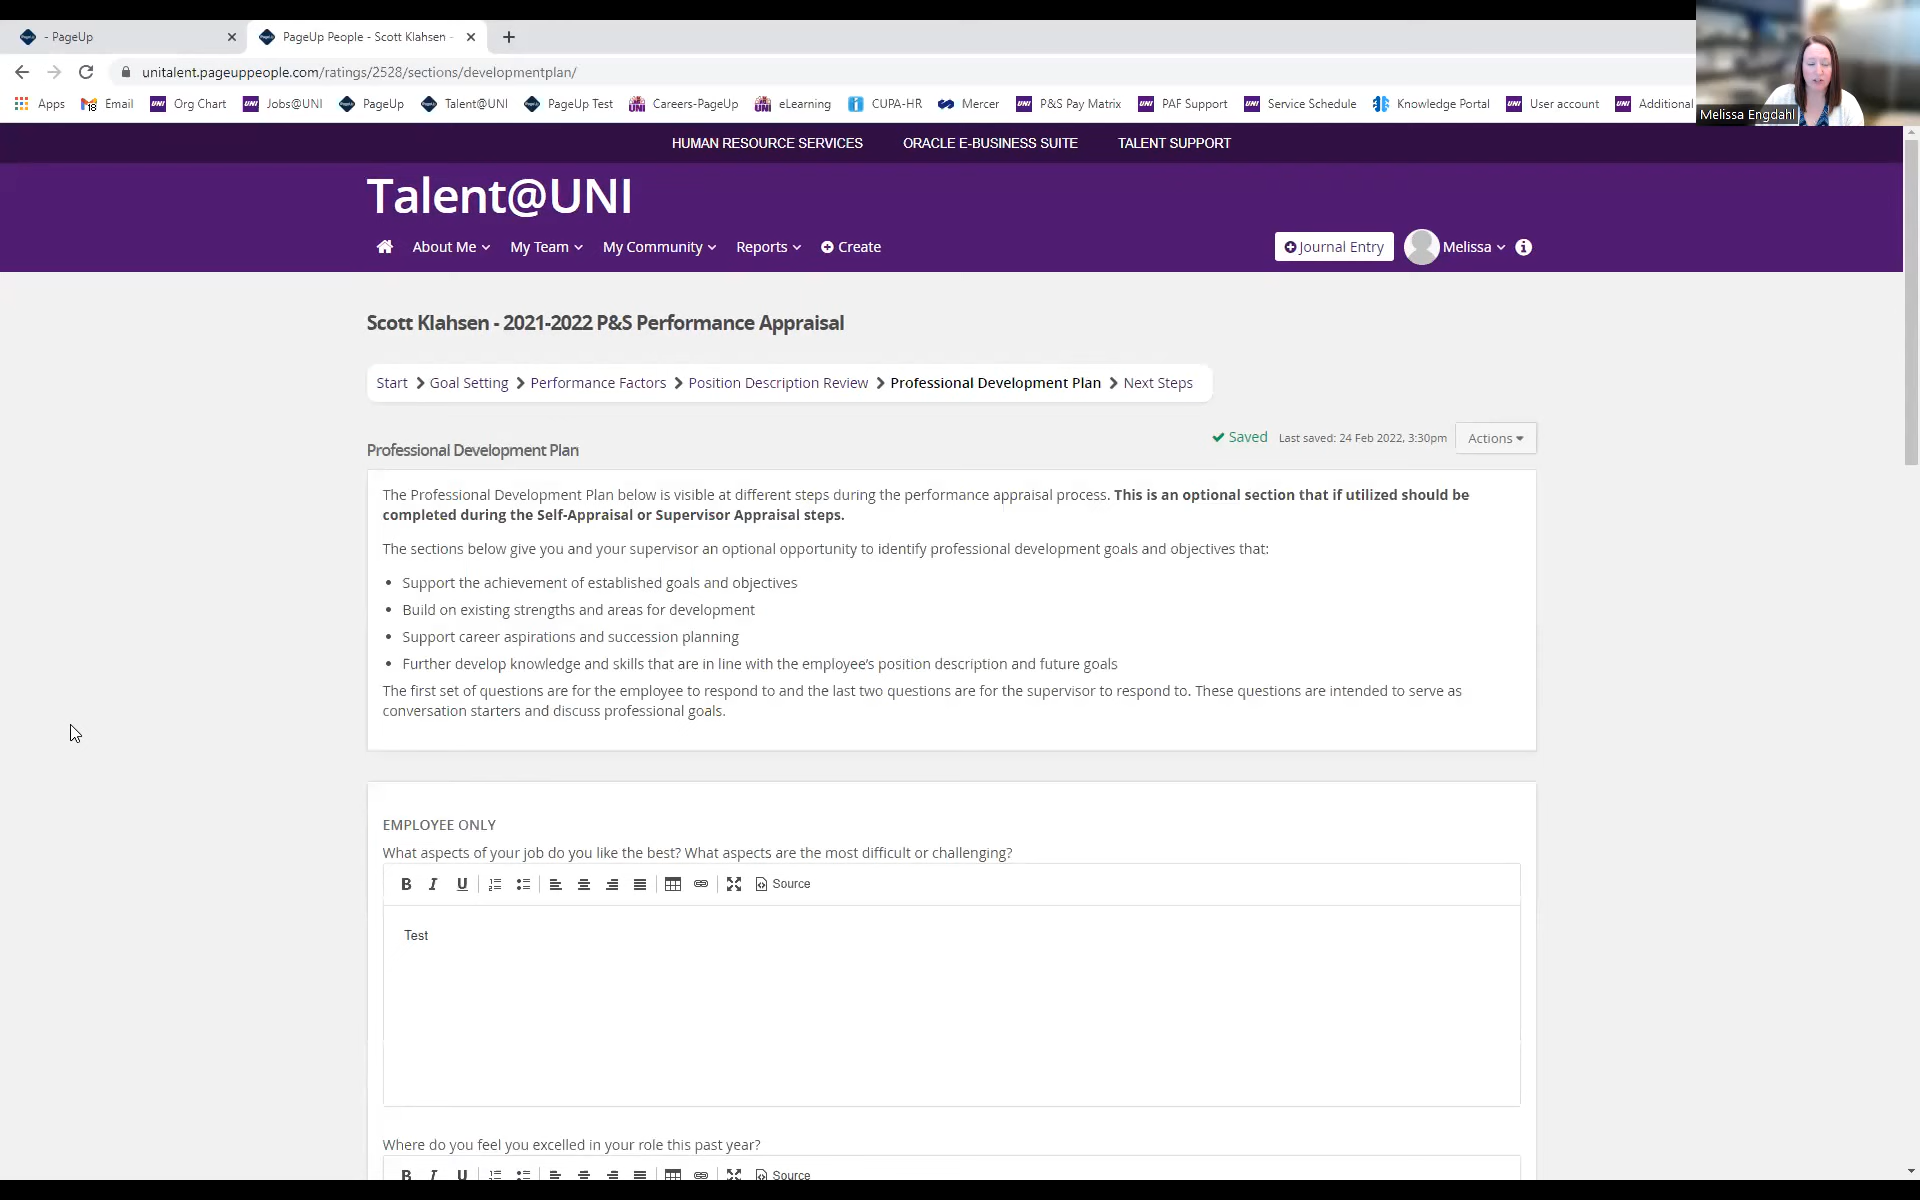 - PageUp
PageUp People - Scott Klahsen -
unitalent.pageuppeople.com/ratings/2528/sections/developmentplan/
Apps Email Org Chart Jobs@UNI PageUp Talent@UNI PageUp Test Careers-PageUp eLearning CUPA-HR Mercer P&S Pay Matrix PAF Support Service Schedule Knowledge Portal User account Additional
Melissa Engdahl
HUMAN RESOURCE SERVICES ORACLE E-BUSINESS SUITE TALENT SUPPORT
Talent@UNI
About Me My Team My Community Reports Create Journal Entry Melissa
Scott Klahsen - 2021-2022 P&S Performance Appraisal
Start Goal Setting Performance Factors Position Description Review Professional Development Plan Next Steps
Saved Last saved: 24 Feb 2022, 3:30pm Actions
Professional Development Plan
The Professional Development Plan below is visible at different steps during the performance appraisal process. This is an optional section that if utilized should be
completed during the Self-Appraisal or Supervisor Appraisal steps.
The sections below give you and your supervisor an optional opportunity to identify professional development goals and objectives that:
• Support the achievement of established goals and objectives
• Build on existing strengths and areas for development
• Support career aspirations and succession planning
• Further develop knowledge and skills that are in line with the employee's position description and future goals
The first set of questions are for the employee to respond to and the last two questions are for the supervisor to respond to. These questions are intended to serve as
conversation starters and discuss professional goals.
EMPLOYEE ONLY
What aspects of your job do you like the best? What aspects are the most difficult or challenging?
B I U Source
Test
Where do you feel you excelled in your role this past year?
B I U Source